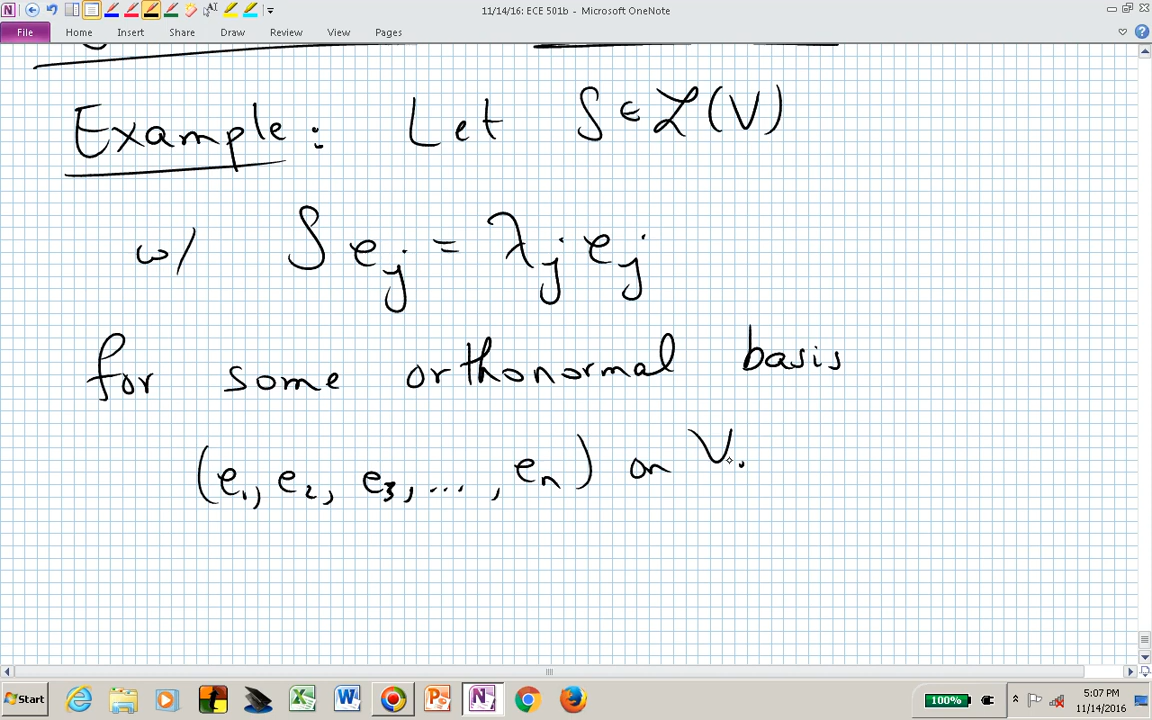 11/14/16: ECE 501b - Microsoft OneNote
File Home Insert Share Draw Review View Pages
Example: Let S ∈ ℒ(V)
w/ S e_j = λ_j e_j
for some orthonormal basis
(e_1, e_2, e_3, ..., e_n) on V.
Start
100%
5:07 PM
11/14/2016